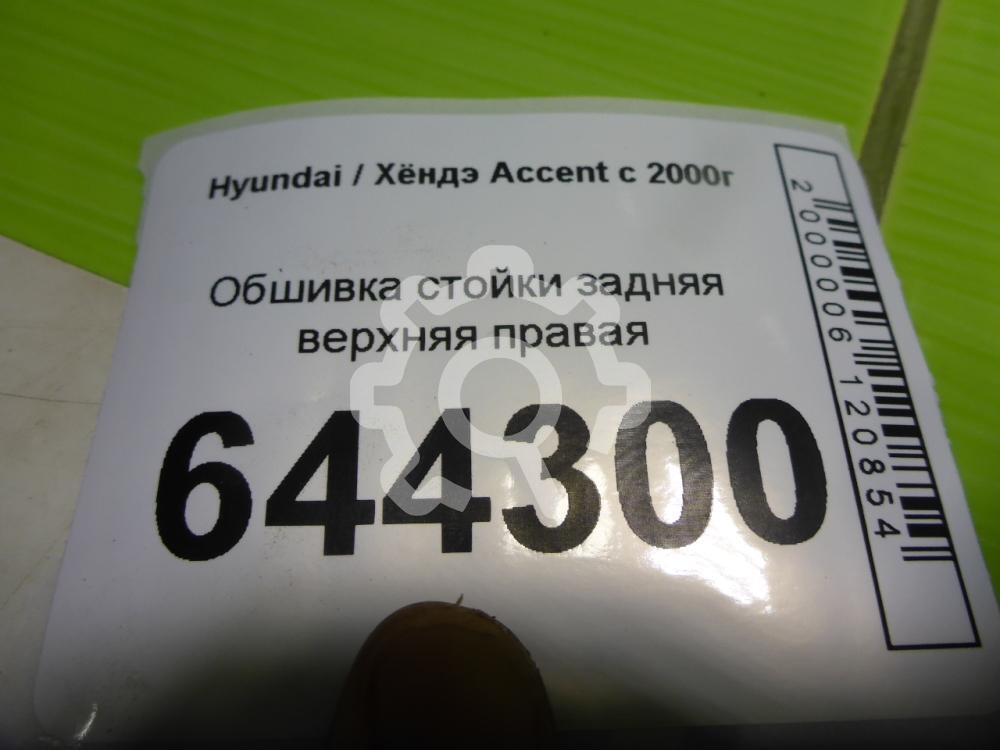 Hyundai / Хёндэ Accent с 2000г
Обшивка стойки задняя
верхняя правая
644300
2000006120854